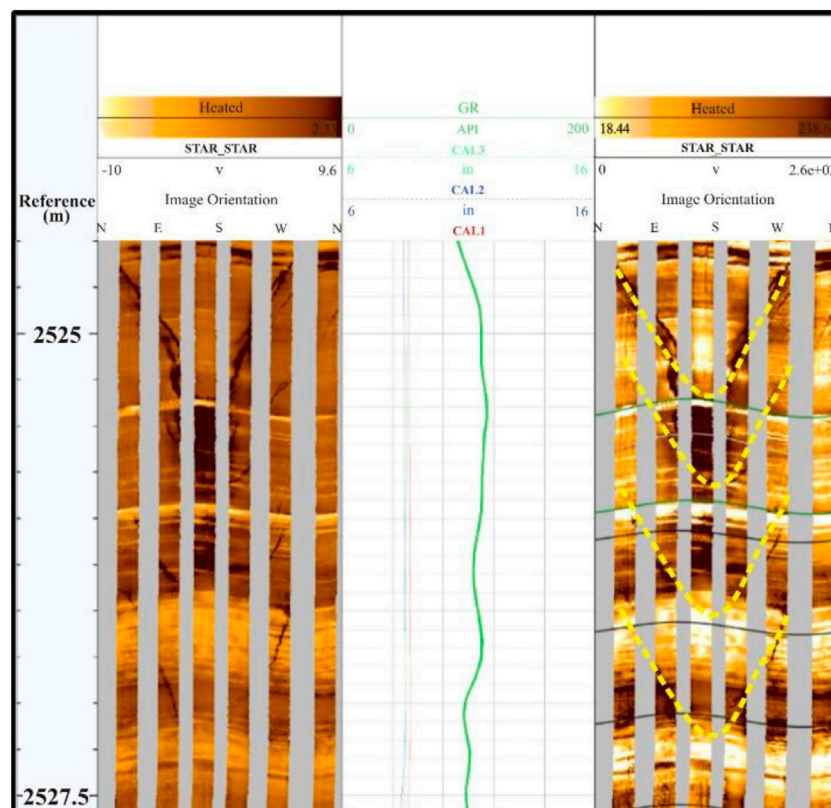 Heated
2.33
STAR_STAR
-10 v 9.6
Reference
(m)
Image Orientation
N E S W N
GR
0 API 200
CAL3
6 in 16
CAL2
6 in 16
CAL1
Heated
18.44
STAR_STAR
0 v
Image Orientation
N E S W
2525
2527.5